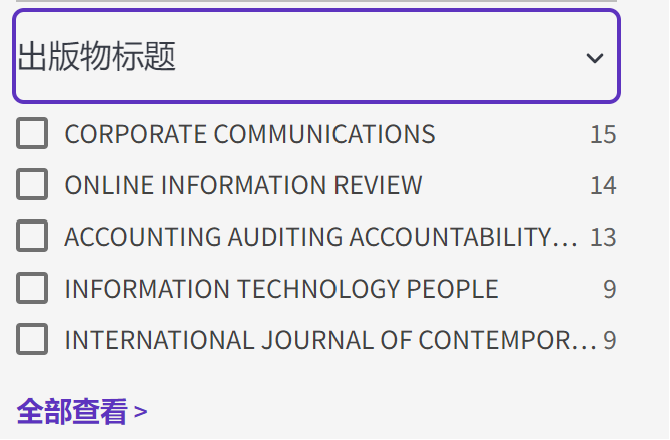 出版物标题
CORPORATE COMMUNICATIONS 15
ONLINE INFORMATION REVIEW 14
ACCOUNTING AUDITING ACCOUNTABILITY... 13
INFORMATION TECHNOLOGY PEOPLE 9
INTERNATIONAL JOURNAL OF CONTEMPOR... 9
全部查看 >